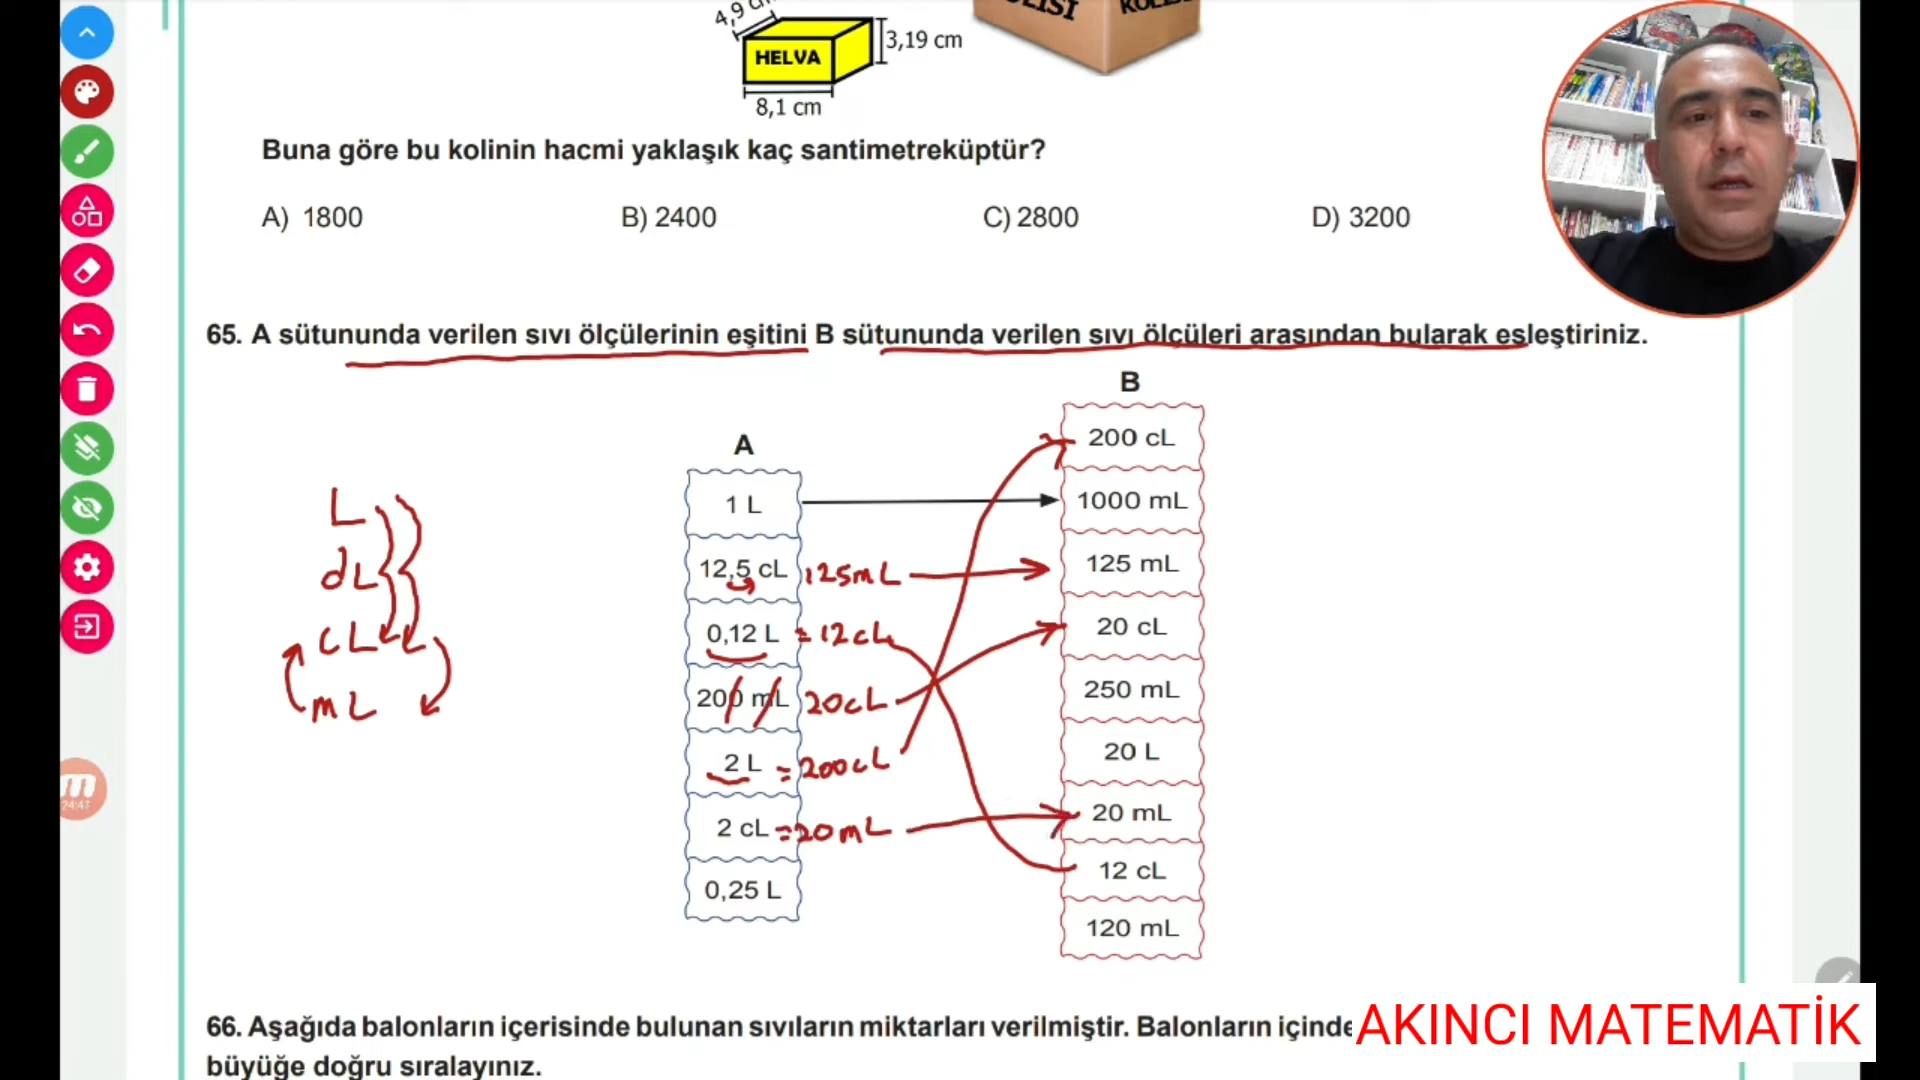 4,9 cm
HELVA
3,19 cm
8,1 cm
KOLİSİ
Buna göre bu kolinin hacmi yaklaşık kaç santimetreküptür?
A) 1800 B) 2400 C) 2800 D) 3200
65. A sütununda verilen sıvı ölçülerinin eşitini B sütununda verilen sıvı ölçüleri arasından bularak eşleştiriniz.
A
1 L
12,5 cL 125mL
0,12 L = 12cL
200 mL 20cL
2 L = 200cL
2 cL =20mL
0,25 L
B
200 cL
1000 mL
125 mL
20 cL
250 mL
20 L
20 mL
12 cL
120 mL
L
dL
cL
mL
m
24:43
66. Aşağıda balonların içerisinde bulunan sıvıların miktarları verilmiştir. Balonların içinde
büyüğe doğru sıralayınız.
AKINCI MATEMATİK